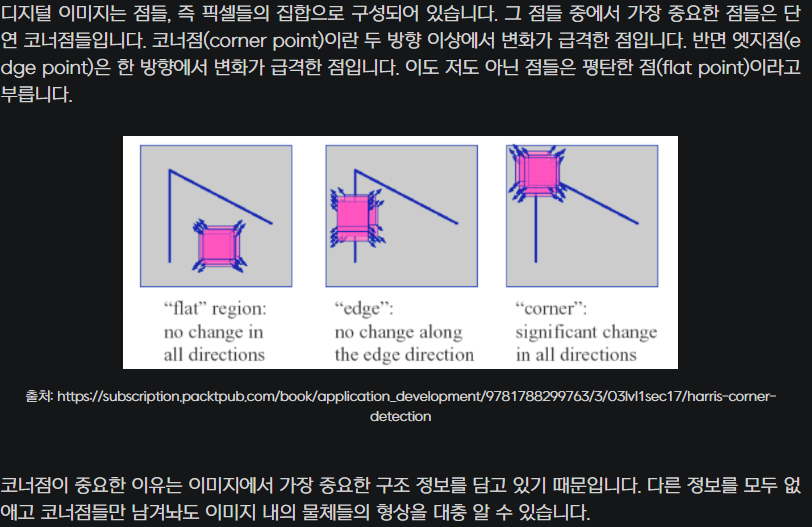 디지털 이미지는 점들, 즉 픽셀들의 집합으로 구성되어 있습니다. 그 점들 중에서 가장 중요한 점들은 단
연 코너점들입니다. 코너점(corner point)이란 두 방향 이상에서 변화가 급격한 점입니다. 반면 엣지점(e
dge point)은 한 방향에서 변화가 급격한 점입니다. 이도 저도 아닌 점들은 평탄한 점(flat point)이라고
부릅니다.
“flat” region:
no change in
all directions
“edge”:
no change along
the edge direction
“corner”:
significant change
in all directions
출처: https://subscription.packtpub.com/book/application_development/9781788299763/3/03lvl1sec17/harris-corner-
detection
코너점이 중요한 이유는 이미지에서 가장 중요한 구조 정보를 담고 있기 때문입니다. 다른 정보를 모두 없
애고 코너점들만 남겨놔도 이미지 내의 물체들의 형상을 대충 알 수 있습니다.